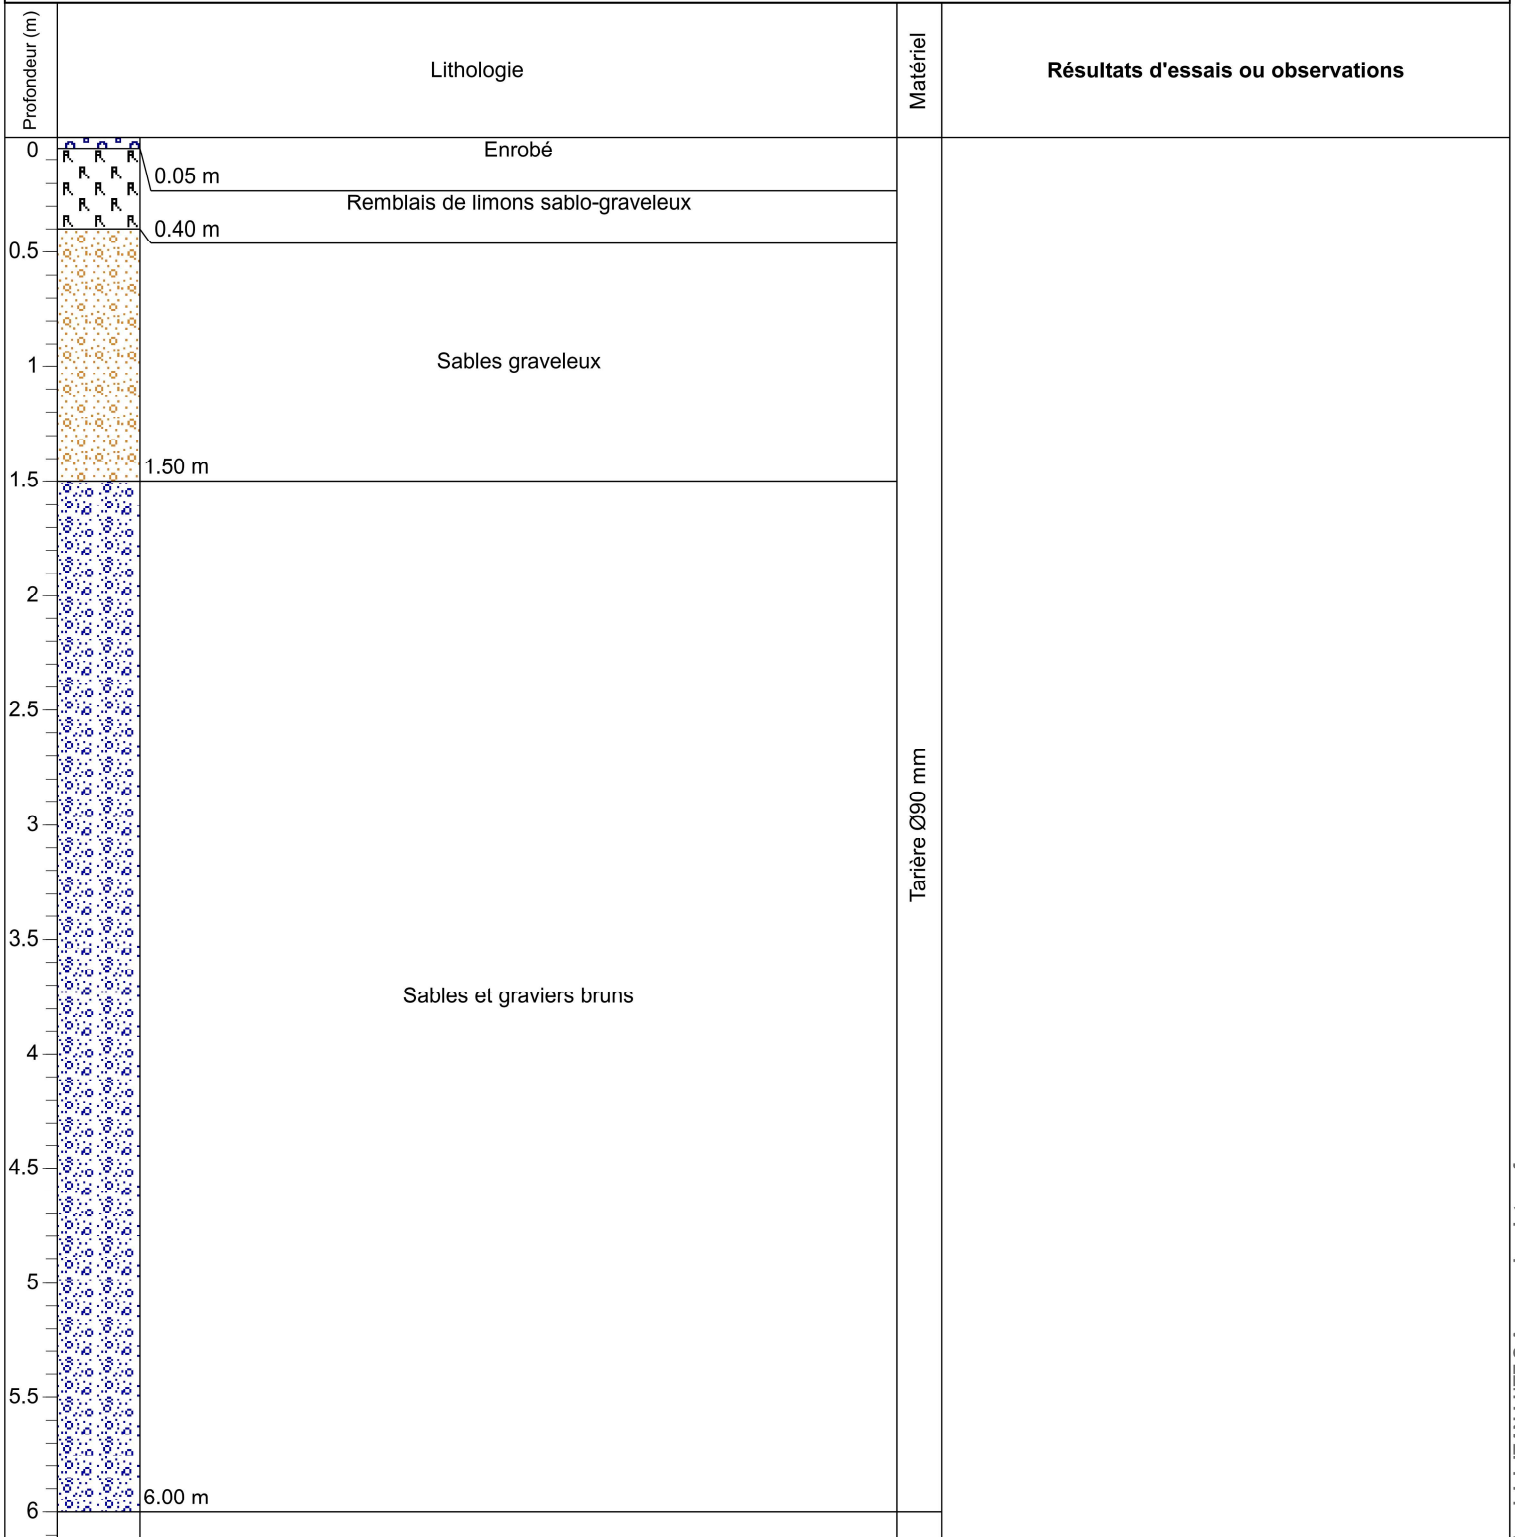 Profondeur (m)
Lithologie
Matériel
Résultats d'essais ou observations
0
Enrobé
0.05 m
Remblais de limons sablo-graveleux
0.40 m
0.5
Sables graveleux
1
1.50 m
1.5
2
2.5
Tarière Ø90 mm
3
3.5
Sables et graviers bruns
4
4.5
5
5.5
6.00 m
6